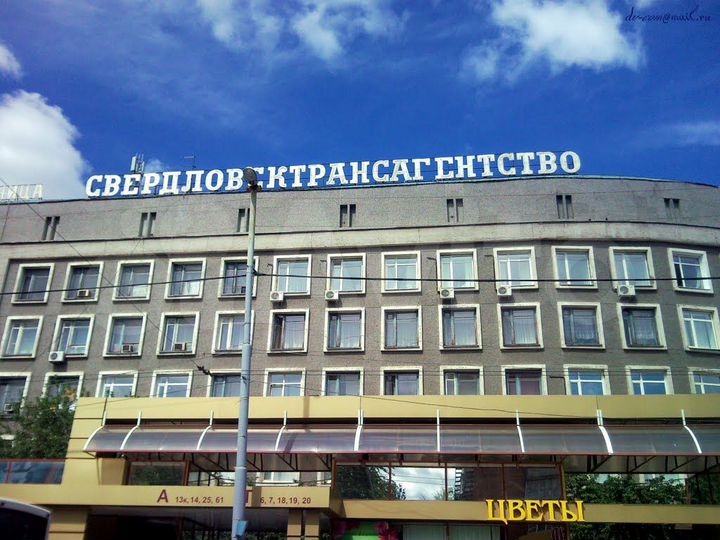 СВЕРДЛОВСКТРАНСАГЕНТСТВО
А 13к, 14, 25, 61 Т 6, 7, 18, 19, 20
ЦВЕТЫ